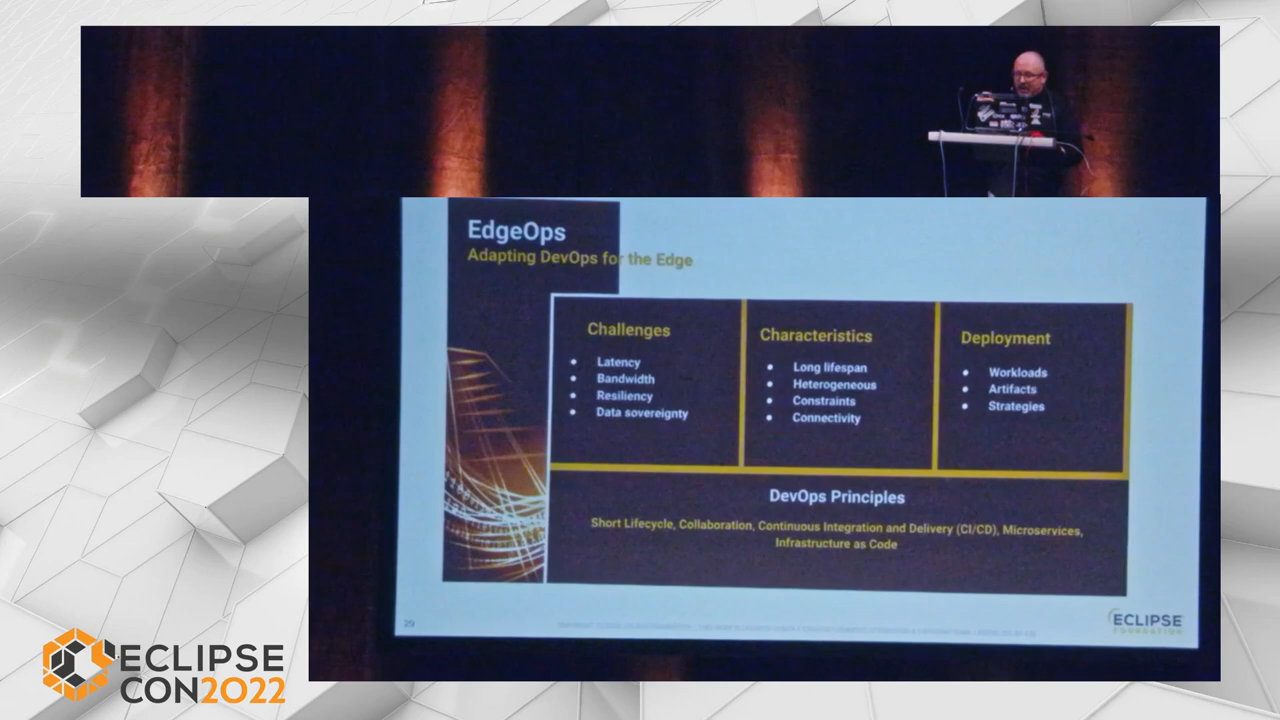 EdgeOps
Adapting DevOps for the Edge
Challenges
• Latency
• Bandwidth
• Resiliency
• Data sovereignty
Characteristics
• Long lifespan
• Heterogeneous
• Constraints
• Connectivity
Deployment
• Workloads
• Artifacts
• Strategies
DevOps Principles
Short Lifecycle, Collaboration, Continuous Integration and Delivery (CI/CD), Microservices,
Infrastructure as Code
ECLIPSE
FOUNDATION
ECLIPSE
CON2022